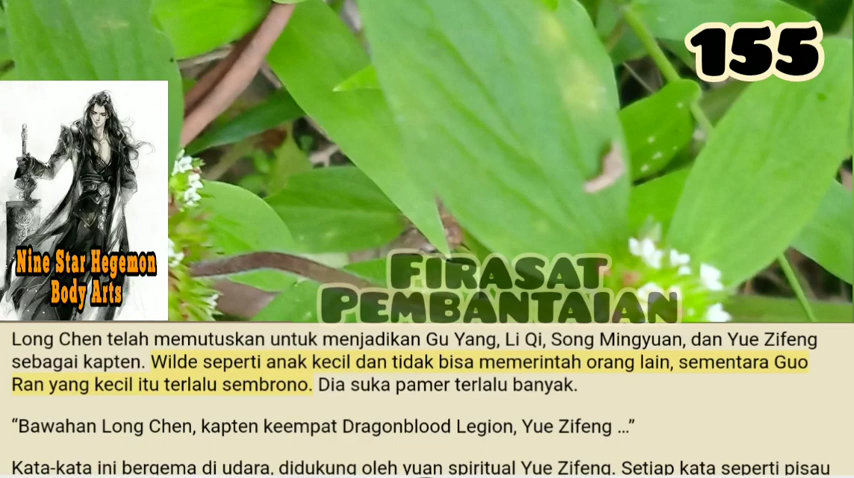 155
Nine Star Hegemon
Body Arts
FIRASAT
PEMBANTAIAN
Long Chen telah memutuskan untuk menjadikan Gu Yang, Li Qi, Song Mingyuan, dan Yue Zifeng
sebagai kapten. Wilde seperti anak kecil dan tidak bisa memerintah orang lain, sementara Guo
Ran yang kecil itu terlalu sembrono. Dia suka pamer terlalu banyak.
“Bawahan Long Chen, kapten keempat Dragonblood Legion, Yue Zifeng …”
Kata-kata ini bergema di udara, didukung oleh yuan spiritual Yue Zifeng. Setiap kata seperti pisau